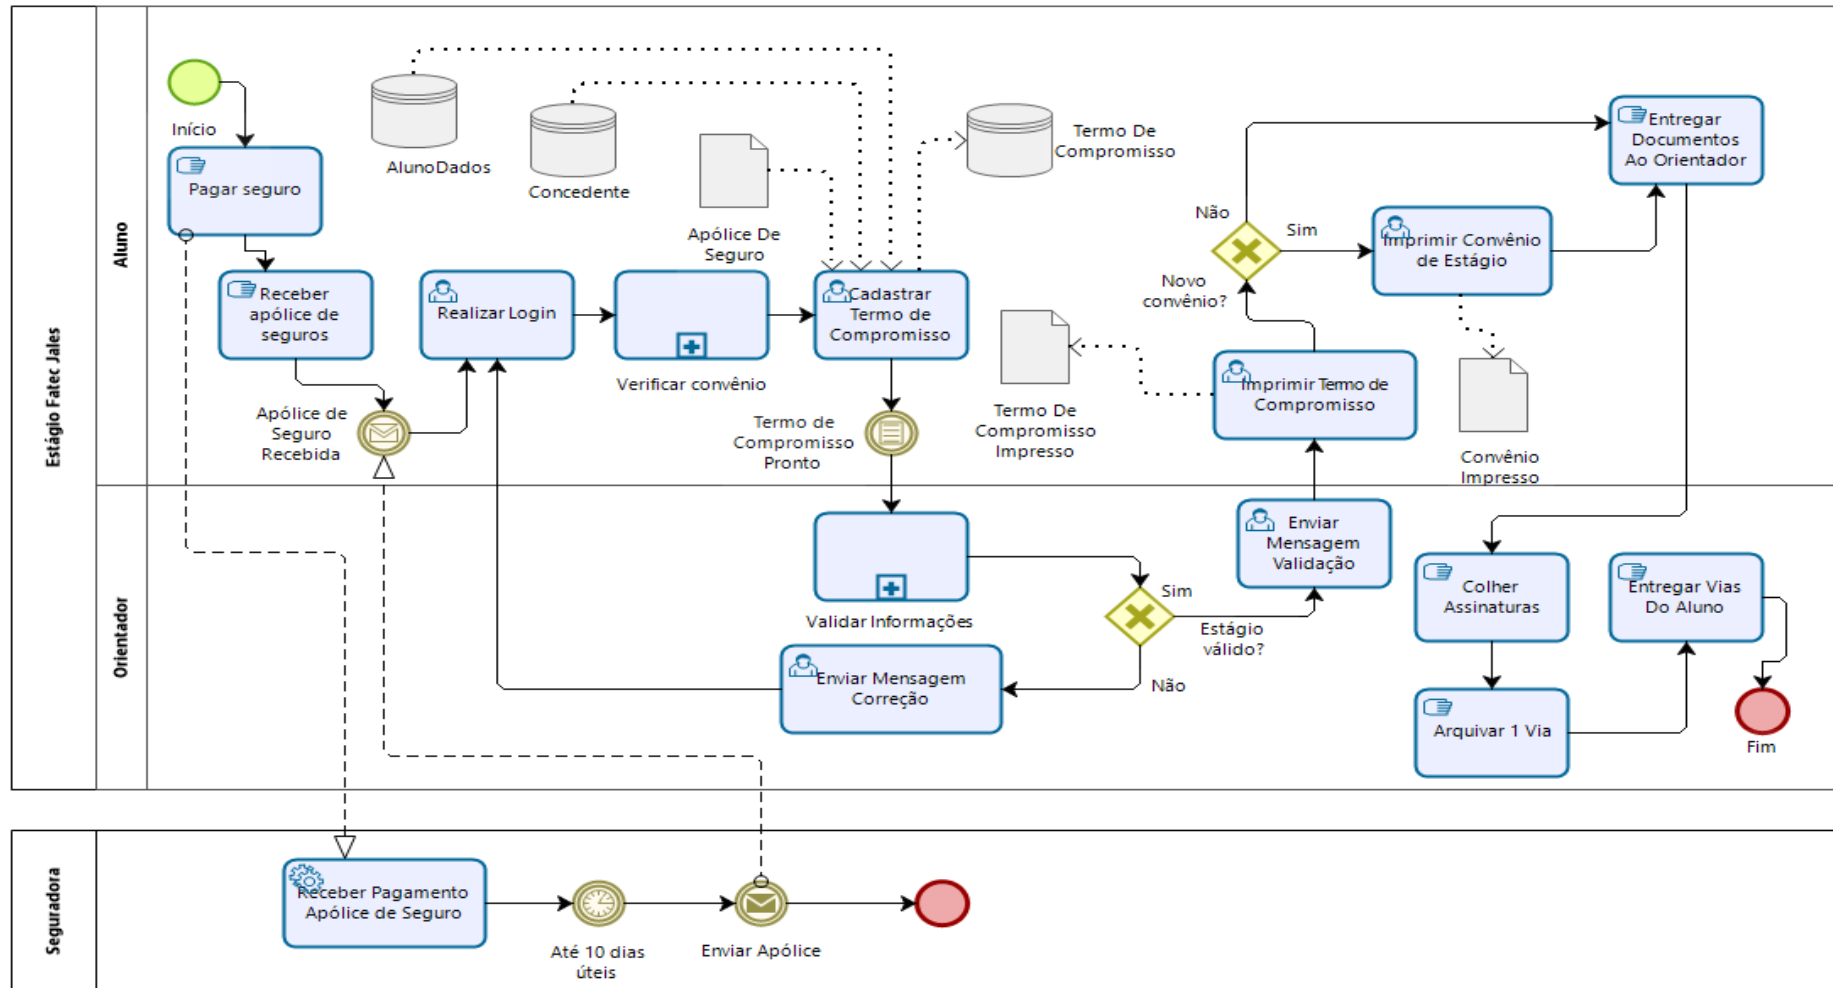 Estágio Fatec Jales
Aluno
Início
Pagar seguro
Receber
apólice de
seguros
Apólice de
Seguro
Recebida
AlunoDados
Concedente
Apólice De
Seguro
Realizar Login
Verificar convênio
Cadastrar
Termo de
Compromisso
Termo de
Compromisso
Pronto
Termo De
Compromisso
Termo De
Compromisso
Impresso
Imprimir Termo de
Compromisso
Novo
convênio?
Não
Sim
Imprimir Convênio
de Estágio
Convênio
Impresso
Entregar
Documentos
Ao Orientador
Orientador
Validar Informações
Enviar Mensagem
Correção
Sim
Estágio
válido?
Não
Enviar
Mensagem
Validação
Colher
Assinaturas
Arquivar 1 Via
Entregar Vias
Do Aluno
Fim
Seguradora
Receber Pagamento
Apólice de Seguro
Até 10 dias
úteis
Enviar Apólice